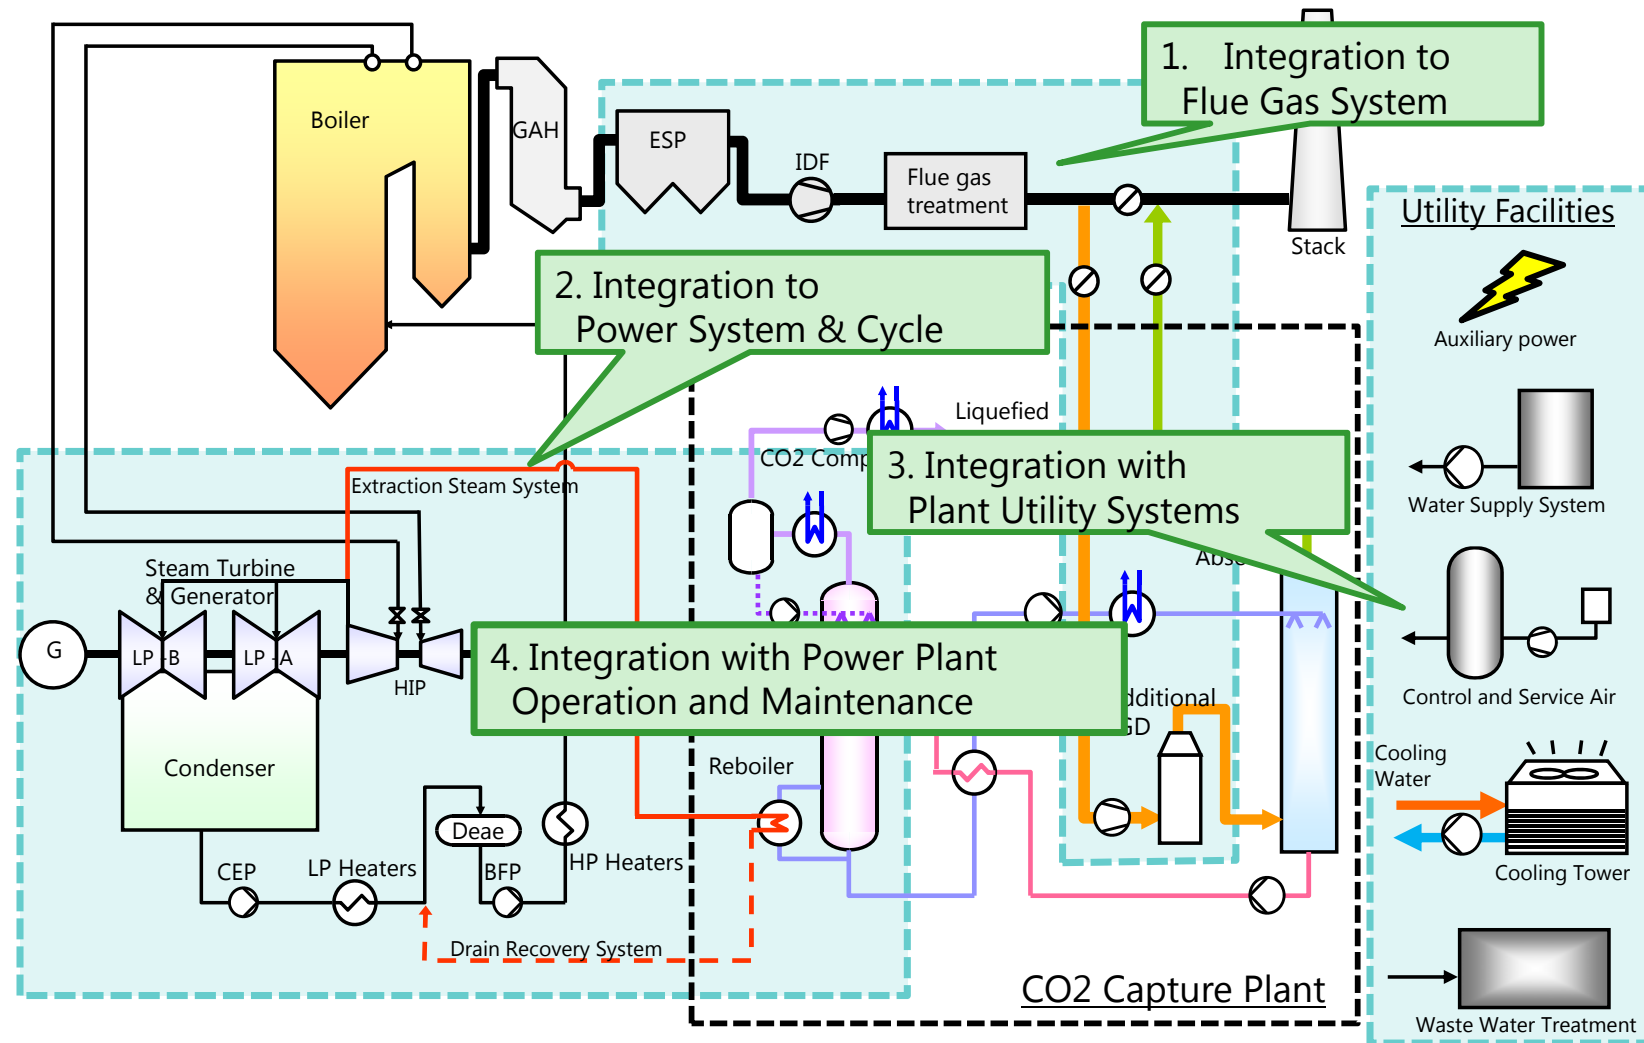 1. Integration to
Flue Gas System
Boiler
GAH
ESP
IDF
Flue gas
treatment
Stack
Utility Facilities
2. Integration to
Power System & Cycle
Auxiliary power
Liquefied
CO2
3. Integration with
Plant Utility Systems
Extraction Steam System
Water Supply System
Steam Turbine
& Generator
G
LP -B
LP -A
HIP
4. Integration with Power Plant
Operation and Maintenance
Control and Service Air
Condenser
Reboiler
Cooling
Water
Deae
CEP
LP Heaters
BFP
HP Heaters
Cooling Tower
Drain Recovery System
CO2 Capture Plant
Waste Water Treatment